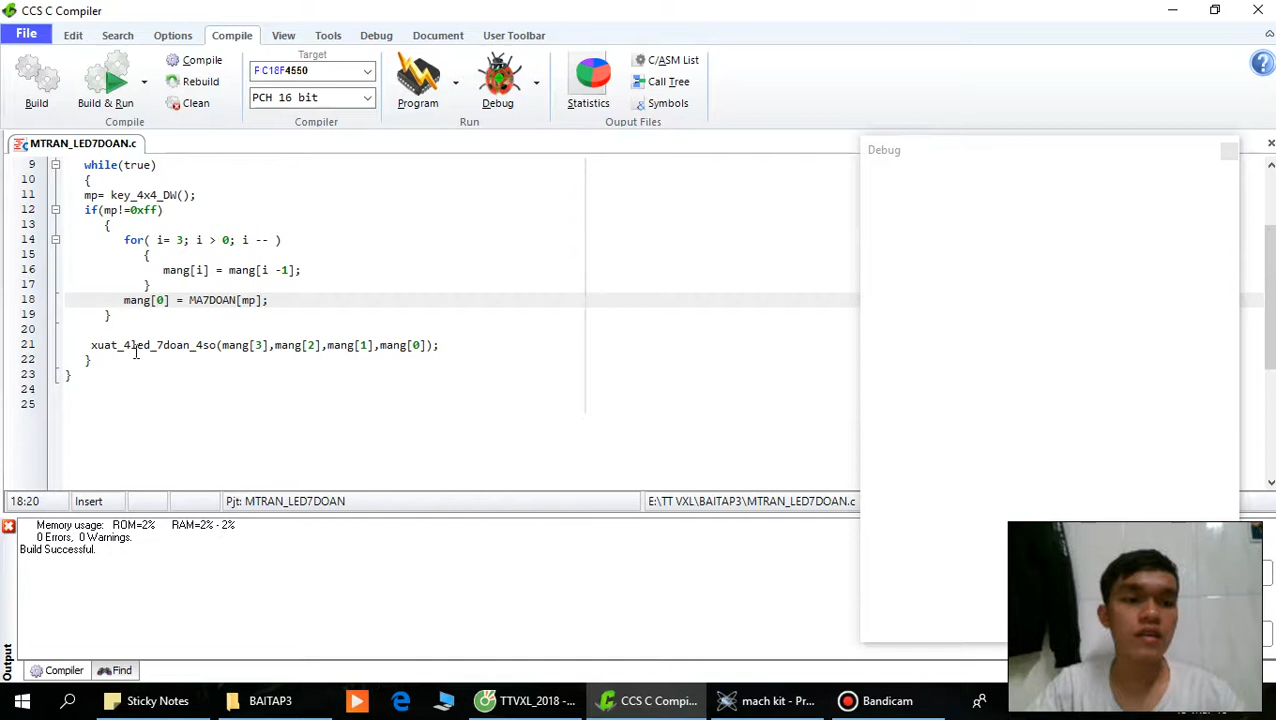 CCS C Compiler
File Edit Search Options Compile View Tools Debug Document User Toolbar
Target
Build
Build & Run
Compile
Rebuild
Clean
18F4550
PCH 16 bit
Program
Debug
Statistics
C/ASM List
Call Tree
Symbols
Compile Compiler Run Ouput Files
MTRAN_LED7DOAN.c
Debug
9 while(true)
10 {
11 mp= key_4x4_DW();
12 if(mp!=0xff)
13 {
14 for( i= 3; i > 0; i -- )
15 {
16 mang[i] = mang[i -1];
17 }
18 mang[0] = MA7DOAN[mp];
19 }
20
21 xuat_4led_7doan_4so(mang[3],mang[2],mang[1],mang[0]);
22 }
23 }
24
25
18:20 Insert Pjt: MTRAN_LED7DOAN E:\TT VXL\BAITAP3\MTRAN_LED7DOAN.c
Memory usage: ROM=2% RAM=2% - 2%
0 Errors, 0 Warnings.
Build Successful.
Output
Compiler Find
Sticky Notes BAITAP3 TTVXL_2018 - ... CCS C Compi... mach kit - Pr... Bandicam